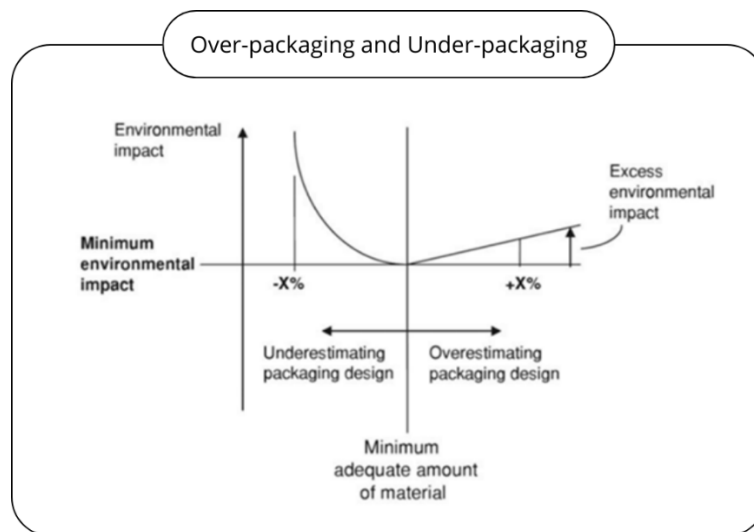 Over-packaging and Under-packaging
Environmental
impact
Excess
environmental
impact
Minimum
environmental
impact
-X%
+X%
Underestimating
packaging design
Overestimating
packaging design
Minimum
adequate amount
of material